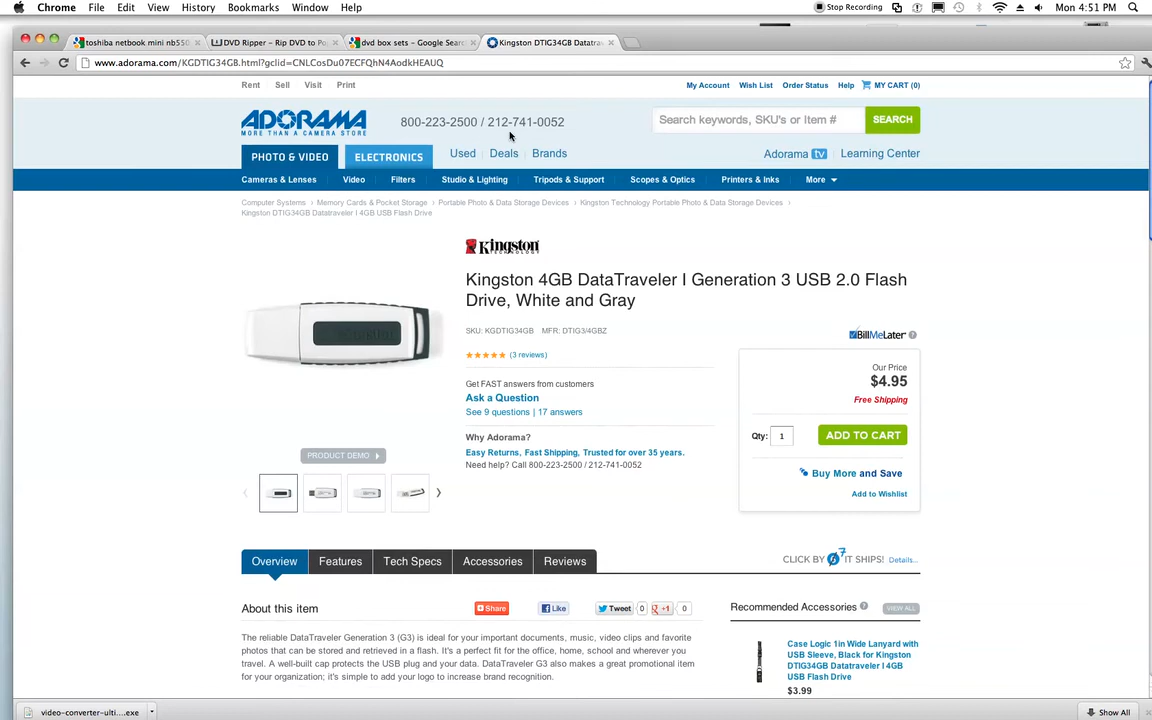 Chrome File Edit View History Bookmarks Window Help Stop Recording Mon 4:51 PM
toshiba netbook mini nb550 DVD Ripper – Rip DVD to Po dvd box sets – Google Sear Kingston DTIG34GB Datatra
www.adorama.com/KGDTIG34GB.html?gclid=CNLCosDu07ECFQhN4AodkHEAUQ
Rent Sell Visit Print My Account Wish List Order Status Help MY CART (0)
ADORAMA
MORE THAN A CAMERA STORE
800-223-2500 / 212-741-0052
Search keywords, SKU's or Item # SEARCH
PHOTO & VIDEO ELECTRONICS Used Deals Brands Adorama tv Learning Center
Cameras & Lenses Video Filters Studio & Lighting Tripods & Support Scopes & Optics Printers & Inks More
Computer Systems › Memory Cards & Pocket Storage › Portable Photo & Data Storage Devices › Kingston Technology Portable Photo & Data Storage Devices ›
Kingston DTIG34GB Datatraveler I 4GB USB Flash Drive
Kingston
TECHNOLOGY
Kingston 4GB DataTraveler I Generation 3 USB 2.0 Flash
Drive, White and Gray
SKU: KGDTIG34GB MFR: DTIG3/4GBZ
BillMeLater
(3 reviews)
Our Price
$4.95
Free Shipping
Get FAST answers from customers
Ask a Question
See 9 questions | 17 answers
Qty: 1 ADD TO CART
Why Adorama?
Easy Returns, Fast Shipping, Trusted for over 35 years.
Need help? Call 800-223-2500 / 212-741-0052
PRODUCT DEMO
Buy More and Save
Add to Wishlist
Overview Features Tech Specs Accessories Reviews
CLICK BY 7 IT SHIPS! Details...
About this item
Share Like Tweet 0 +1 0
Recommended Accessories VIEW ALL
The reliable DataTraveler Generation 3 (G3) is ideal for your important documents, music, video clips and favorite
photos that can be stored and retrieved in a flash. It's a perfect fit for the office, home, school and wherever you
travel. A well-built cap protects the USB plug and your data. DataTraveler G3 also makes a great promotional item
for your organization; it's simple to add your logo to increase brand recognition.
Case Logic 1in Wide Lanyard with
USB Sleeve, Black for Kingston
DTIG34GB Datatraveler I 4GB
USB Flash Drive
$3.99
video-converter-ulti....exe Show All